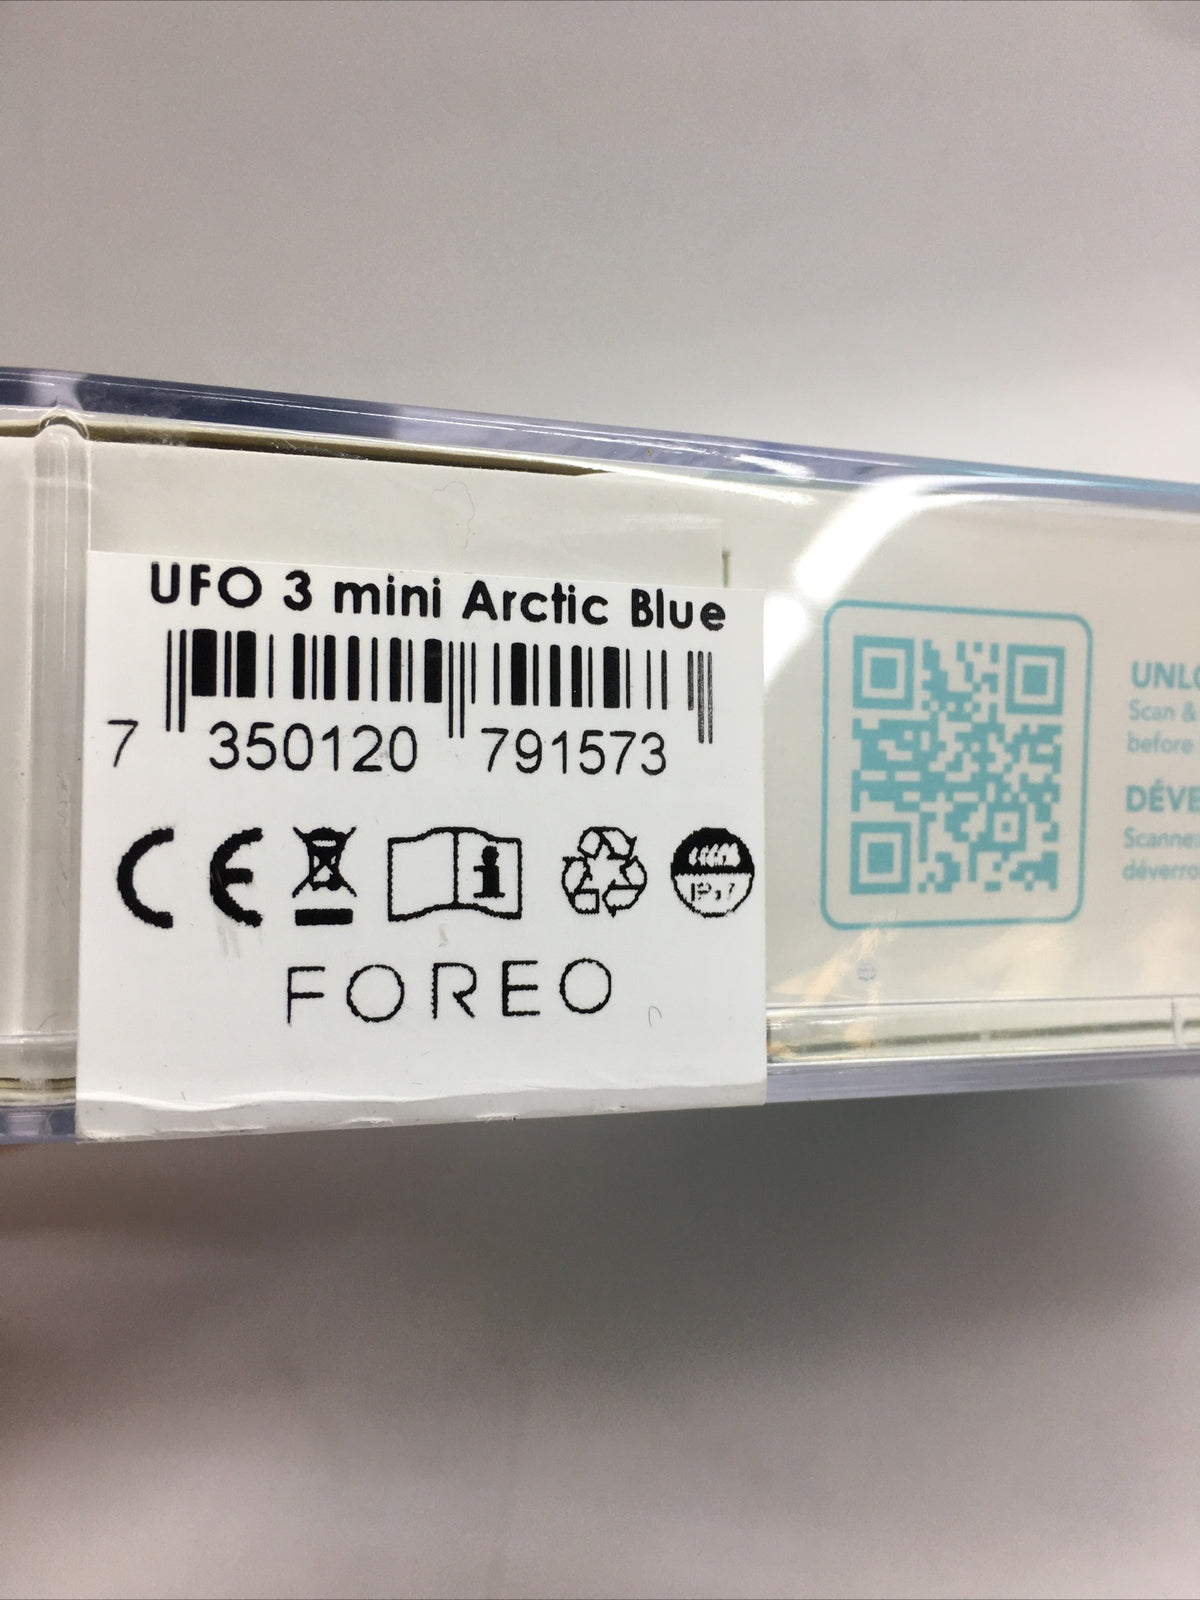 UFO 3 mini Arctic Blue
7 350120 791573
CE
FOREO
UNLO
Scan &
before
DÉVE
Scannez
déverro